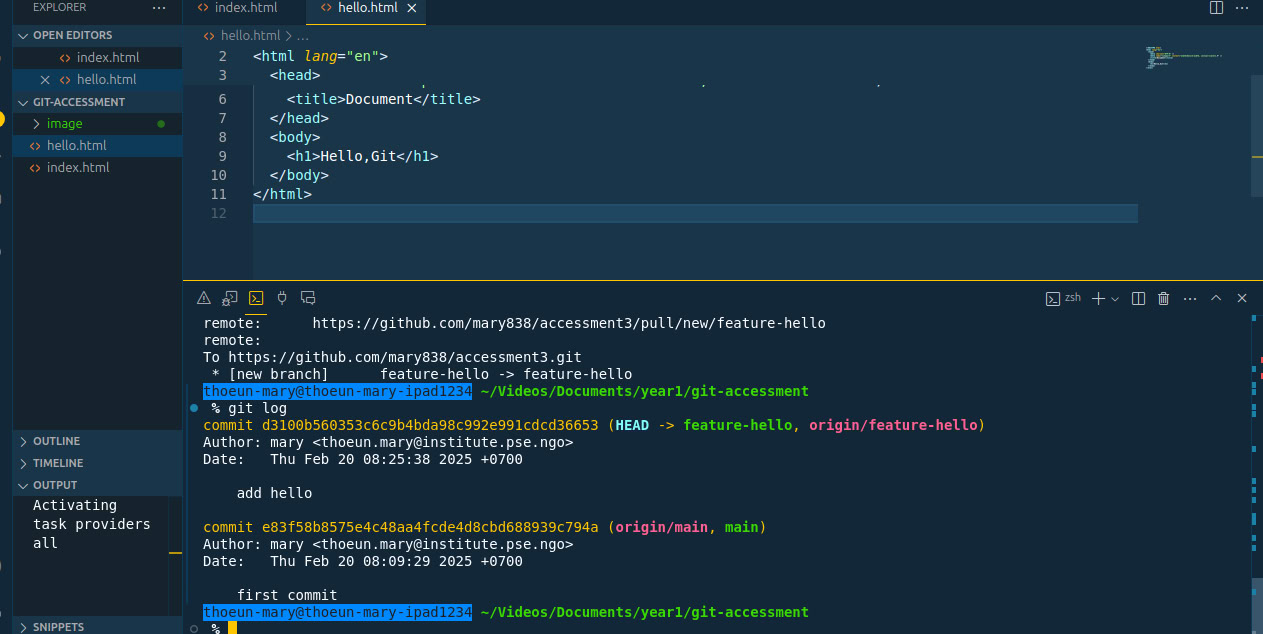 EXPLORER
index.html
hello.html
OPEN EDITORS
index.html
hello.html
GIT-ACCESSMENT
image
hello.html
index.html
OUTLINE
TIMELINE
OUTPUT
Activating
task providers
all
SNIPPETS
hello.html > ...
2 <html lang="en">
3 <head>
6 <title>Document</title>
7 </head>
8 <body>
9 <h1>Hello,Git</h1>
10 </body>
11 </html>
12
zsh
remote: https://github.com/mary838/accessment3/pull/new/feature-hello
remote:
To https://github.com/mary838/accessment3.git
* [new branch] feature-hello -> feature-hello
thoeun-mary@thoeun-mary-ipad1234 ~/Videos/Documents/year1/git-accessment
% git log
commit d3100b560353c6c9b4bda98c992e991cdcd36653 (HEAD -> feature-hello, origin/feature-hello)
Author: mary <thoeun.mary@institute.pse.ngo>
Date: Thu Feb 20 08:25:38 2025 +0700
add hello
commit e83f58b8575e4c48aa4fcde4d8cbd688939c794a (origin/main, main)
Author: mary <thoeun.mary@institute.pse.ngo>
Date: Thu Feb 20 08:09:29 2025 +0700
first commit
thoeun-mary@thoeun-mary-ipad1234 ~/Videos/Documents/year1/git-accessment
%